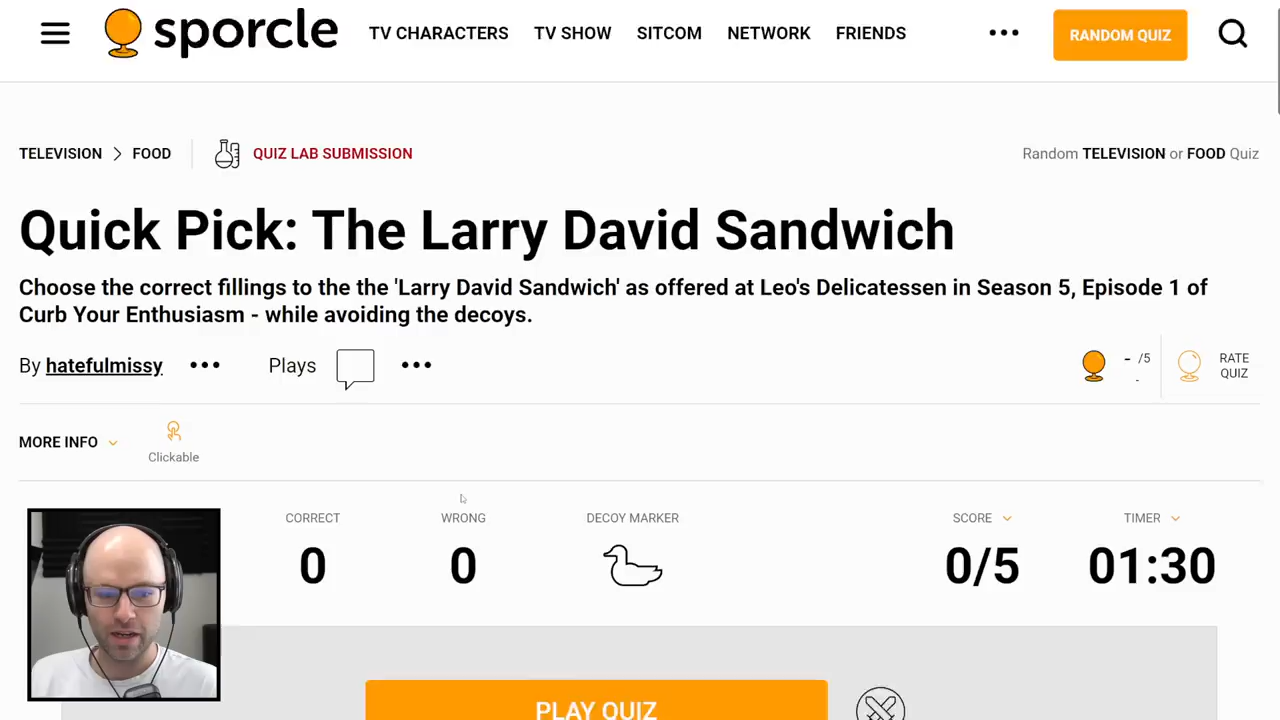 sporcle
TV CHARACTERS TV SHOW SITCOM NETWORK FRIENDS ••• RANDOM QUIZ
TELEVISION > FOOD QUIZ LAB SUBMISSION Random TELEVISION or FOOD Quiz
Quick Pick: The Larry David Sandwich
Choose the correct fillings to the the 'Larry David Sandwich' as offered at Leo's Delicatessen in Season 5, Episode 1 of
Curb Your Enthusiasm - while avoiding the decoys.
By hatefulmissy ••• Plays •••
- /5
-
RATE
QUIZ
MORE INFO
Clickable
CORRECT WRONG DECOY MARKER SCORE TIMER
0 0 0/5 01:30
PLAY QUIZ